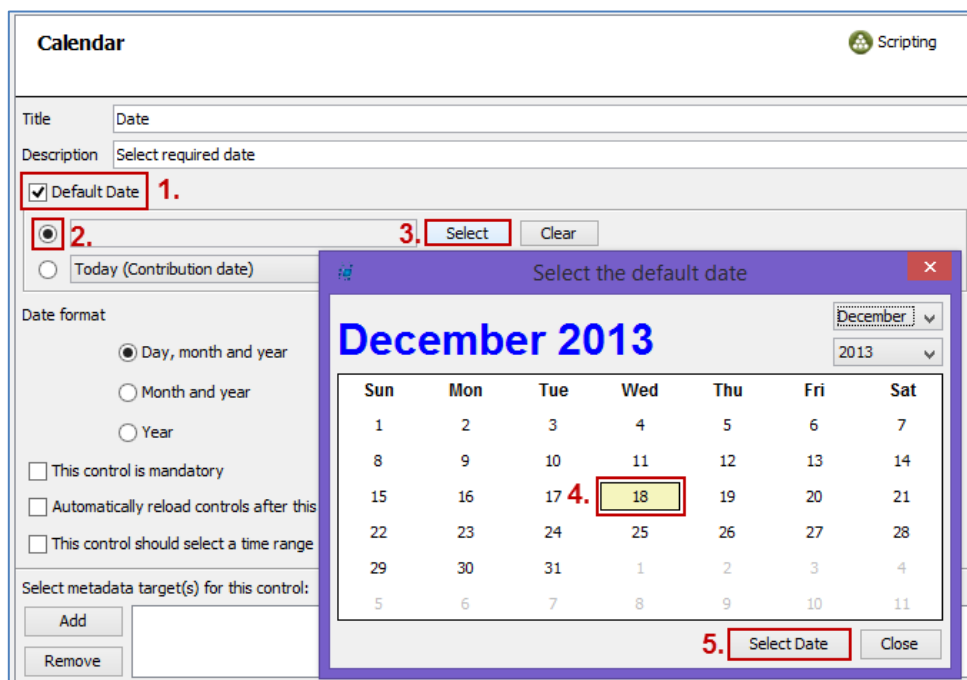 Calendar
Scripting
Title Date
Description Select required date
Default Date 1.
2. 3. Select Clear
Today (Contribution date)
Select the default date
Date format
December 2013
December
2013
Day, month and year
Month and year
Year
Sun Mon Tue Wed Thu Fri Sat
1 2 3 4 5 6 7
8 9 10 11 12 13 14
15 16 17 4. 18 19 20 21
22 23 24 25 26 27 28
29 30 31 1 2 3 4
5 6 7 8 9 10 11
This control is mandatory
Automatically reload controls after this
This control should select a time range
Select metadata target(s) for this control:
Add
Remove
5. Select Date Close